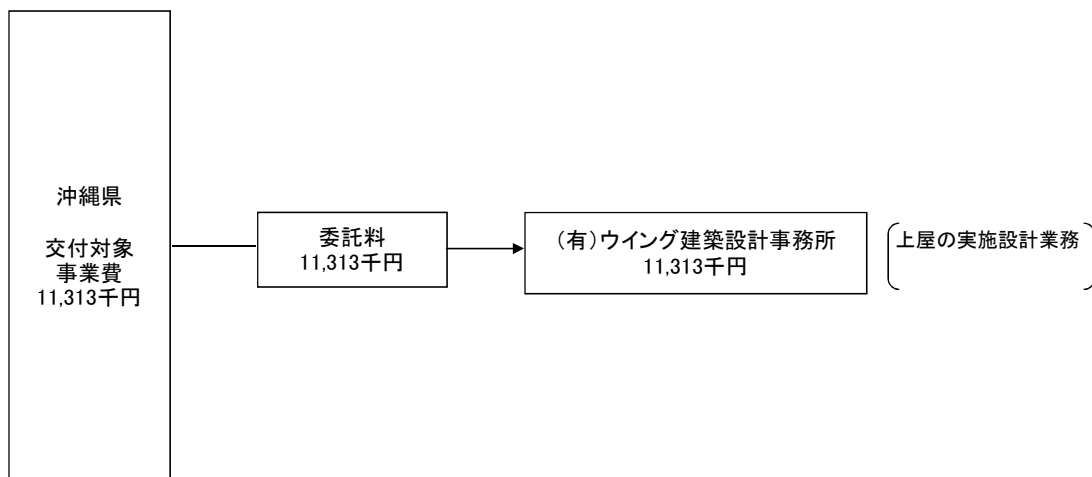 沖縄県
交付対象
事業費
11,313千円
委託料
11,313千円
（有）ウイング建築設計事務所
11,313千円
上屋の実施設計業務